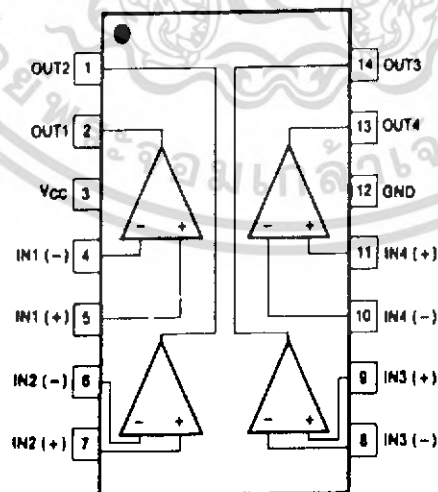 OUT2 1
14 OUT3
OUT1 2
13 OUT4
VCC 3
12 GND
IN1 (-) 4
- +
- +
11 IN4 (+)
IN1 (+) 5
10 IN4 (-)
IN2 (-) 6
9 IN3 (+)
IN2 (+) 7
- +
- +
8 IN3 (-)